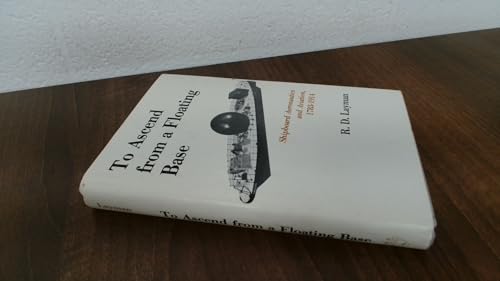 To Ascend
from a Floating
Base
Shipboard Aeronautics
and Aviation,
1783-1914
R. D. Layman
Layman
To Ascend from a Floating Base